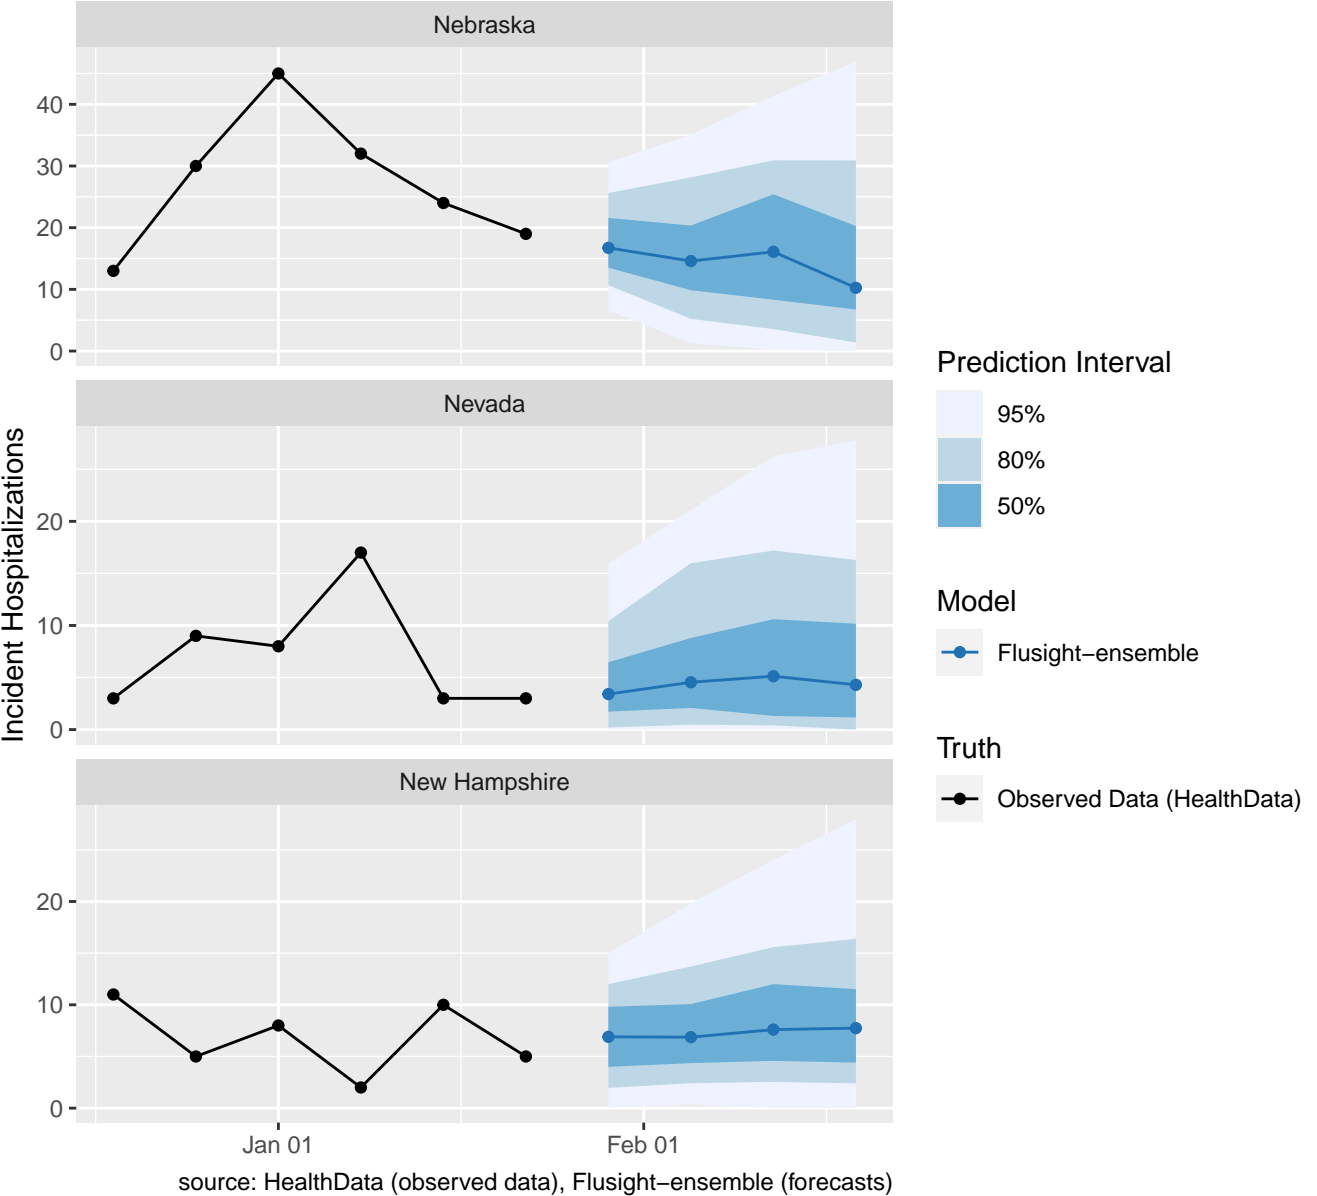 Nebraska
40
30
20
10
0
Nevada
20
10
0
New Hampshire
20
10
0
Jan 01
Feb 01
Incident Hospitalizations
source: HealthData (observed data), Flusight−ensemble (forecasts)
Prediction Interval
95%
80%
50%
Model
Flusight−ensemble
Truth
Observed Data (HealthData)